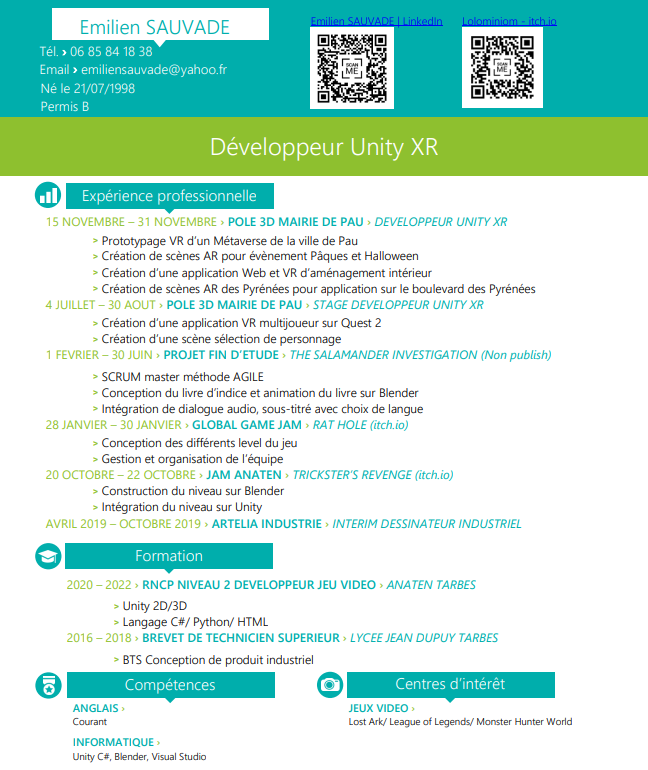 Emilien SAUVADE
Tél. › 06 85 84 18 38
Email › emiliensauvade@yahoo.fr
Né le 21/07/1998
Permis B
Emilien SAUVADE | LinkedIn
SCAN
ME
Lolominiom - itch.io
SCAN
ME
Développeur Unity XR
Expérience professionnelle
15 NOVEMBRE – 31 NOVEMBRE › POLE 3D MAIRIE DE PAU › DEVELOPPEUR UNITY XR
> Prototypage VR d'un Métaverse de la ville de Pau
> Création de scènes AR pour évènement Pâques et Halloween
> Création d'une application Web et VR d'aménagement intérieur
> Création de scènes AR des Pyrénées pour application sur le boulevard des Pyrénées
4 JUILLET – 30 AOUT › POLE 3D MAIRIE DE PAU › STAGE DEVELOPPEUR UNITY XR
> Création d'une application VR multijoueur sur Quest 2
> Création d'une scène sélection de personnage
1 FEVRIER – 30 JUIN › PROJET FIN D'ETUDE › THE SALAMANDER INVESTIGATION (Non publish)
> SCRUM master méthode AGILE
> Conception du livre d'indice et animation du livre sur Blender
> Intégration de dialogue audio, sous-titré avec choix de langue
28 JANVIER – 30 JANVIER › GLOBAL GAME JAM › RAT HOLE (itch.io)
> Conception des différents level du jeu
> Gestion et organisation de l'équipe
20 OCTOBRE – 22 OCTOBRE › JAM ANATEN › TRICKSTER'S REVENGE (itch.io)
> Construction du niveau sur Blender
> Intégration du niveau sur Unity
AVRIL 2019 – OCTOBRE 2019 › ARTELIA INDUSTRIE › INTERIM DESSINATEUR INDUSTRIEL
Formation
2020 – 2022 › RNCP NIVEAU 2 DEVELOPPEUR JEU VIDEO › ANATEN TARBES
> Unity 2D/3D
> Langage C#/ Python/ HTML
2016 – 2018 › BREVET DE TECHNICIEN SUPERIEUR › LYCEE JEAN DUPUY TARBES
> BTS Conception de produit industriel
Compétences
ANGLAIS ›
Courant
INFORMATIQUE ›
Unity C#, Blender, Visual Studio
Centres d'intérêt
JEUX VIDEO ›
Lost Ark/ League of Legends/ Monster Hunter World